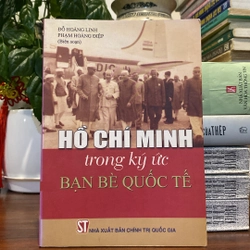 ĐỖ HOÀNG LINH
PHẠM HOÀNG ĐIỆP
(Biên soạn)
HỒ CHÍ MINH
trong ký ức
BẠN BÈ QUỐC TẾ
ST NHÀ XUẤT BẢN CHÍNH TRỊ QUỐC GIA
THÉP